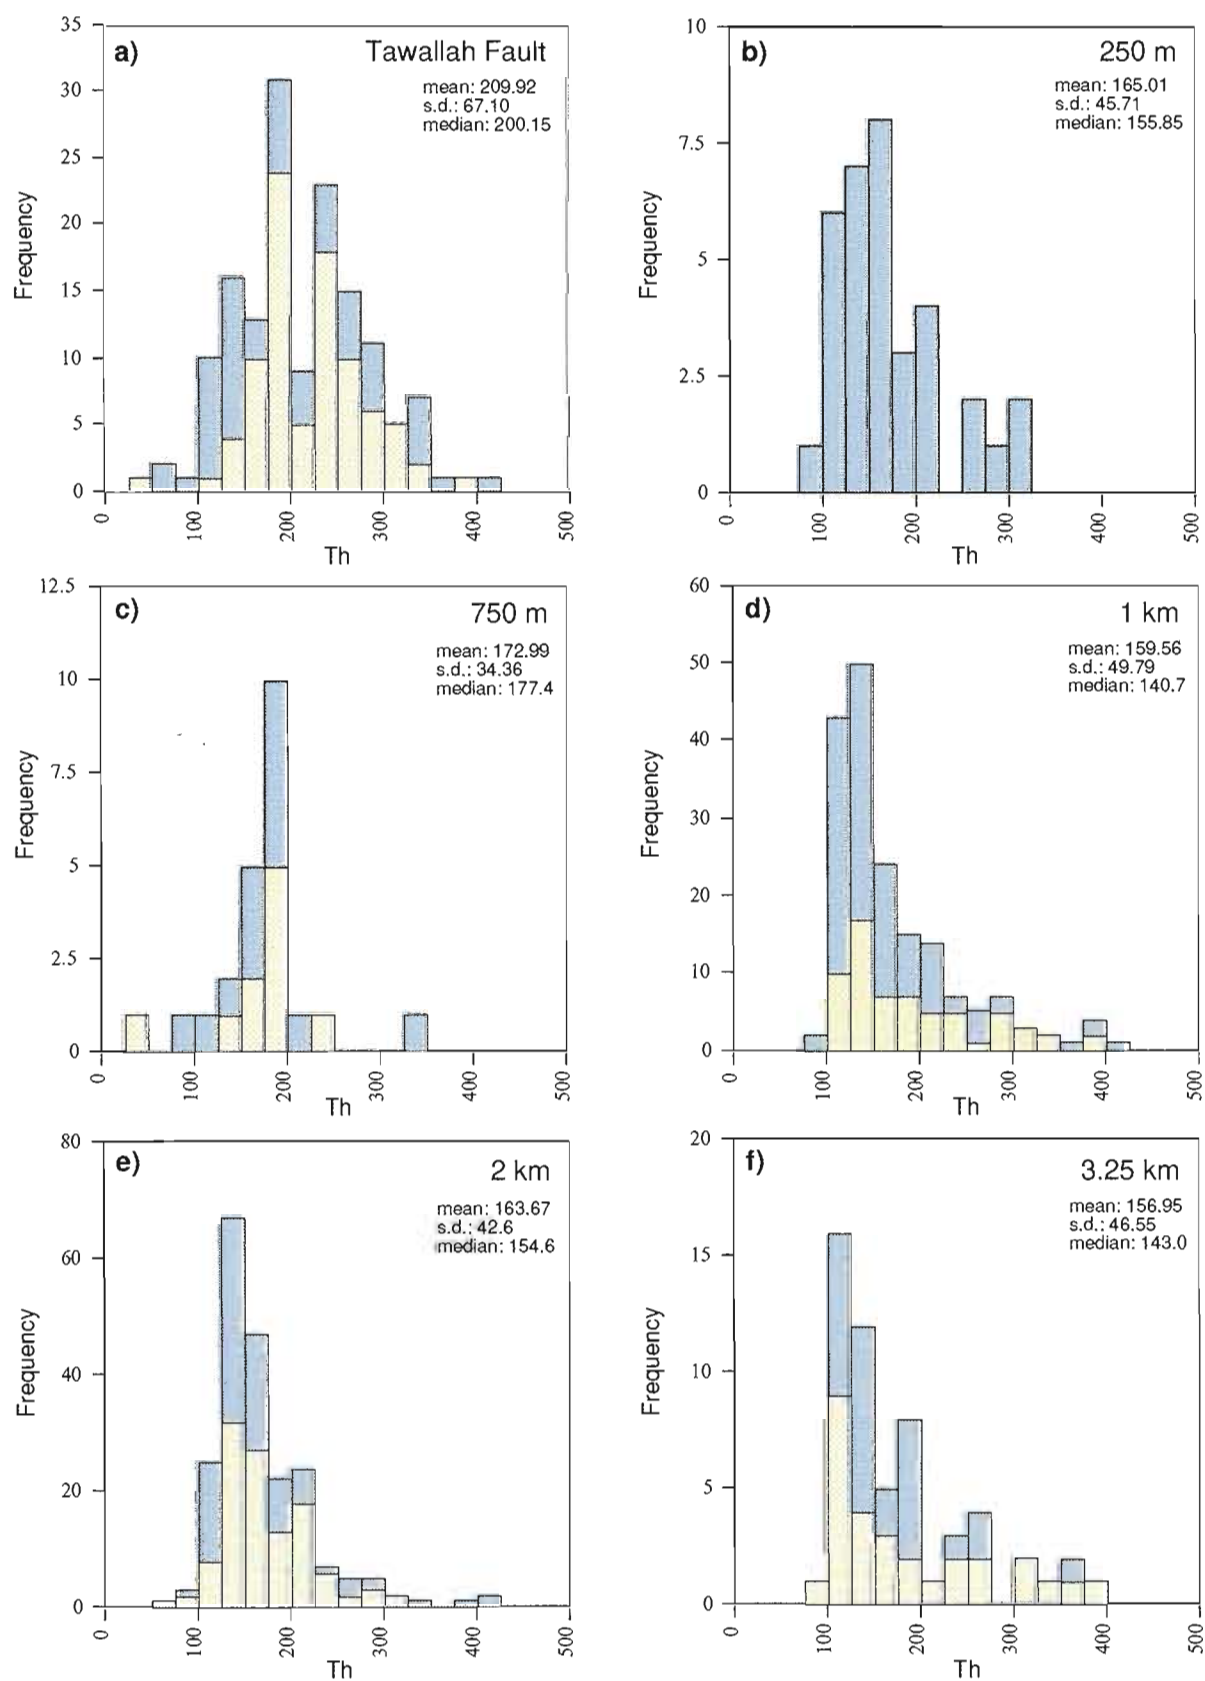 a)
Tawallah Fault
mean: 209.92
s.d.: 67.10
median: 200.15
35
30
25
20
15
10
5
0
Frequency
0
100
200
300
400
500
Th
b)
250 m
mean: 165.01
s.d.: 45.71
median: 155.85
10
7.5
5
2.5
0
Frequency
0
100
200
300
400
500
Th
c)
750 m
mean: 172.99
s.d.: 34.36
median: 177.4
12.5
10
7.5
5
2.5
0
Frequency
0
100
200
300
400
500
Th
d)
1 km
mean: 159.56
s.d.: 49.79
median: 140.7
60
50
40
30
20
10
0
Frequency
0
100
200
300
400
500
Th
e)
2 km
mean: 163.67
s.d.: 42.6
median: 154.6
80
60
40
20
0
Frequency
0
100
200
300
400
500
Th
f)
3.25 km
mean: 156.95
s.d.: 46.55
median: 143.0
20
15
10
5
0
Frequency
0
100
200
300
400
500
Th